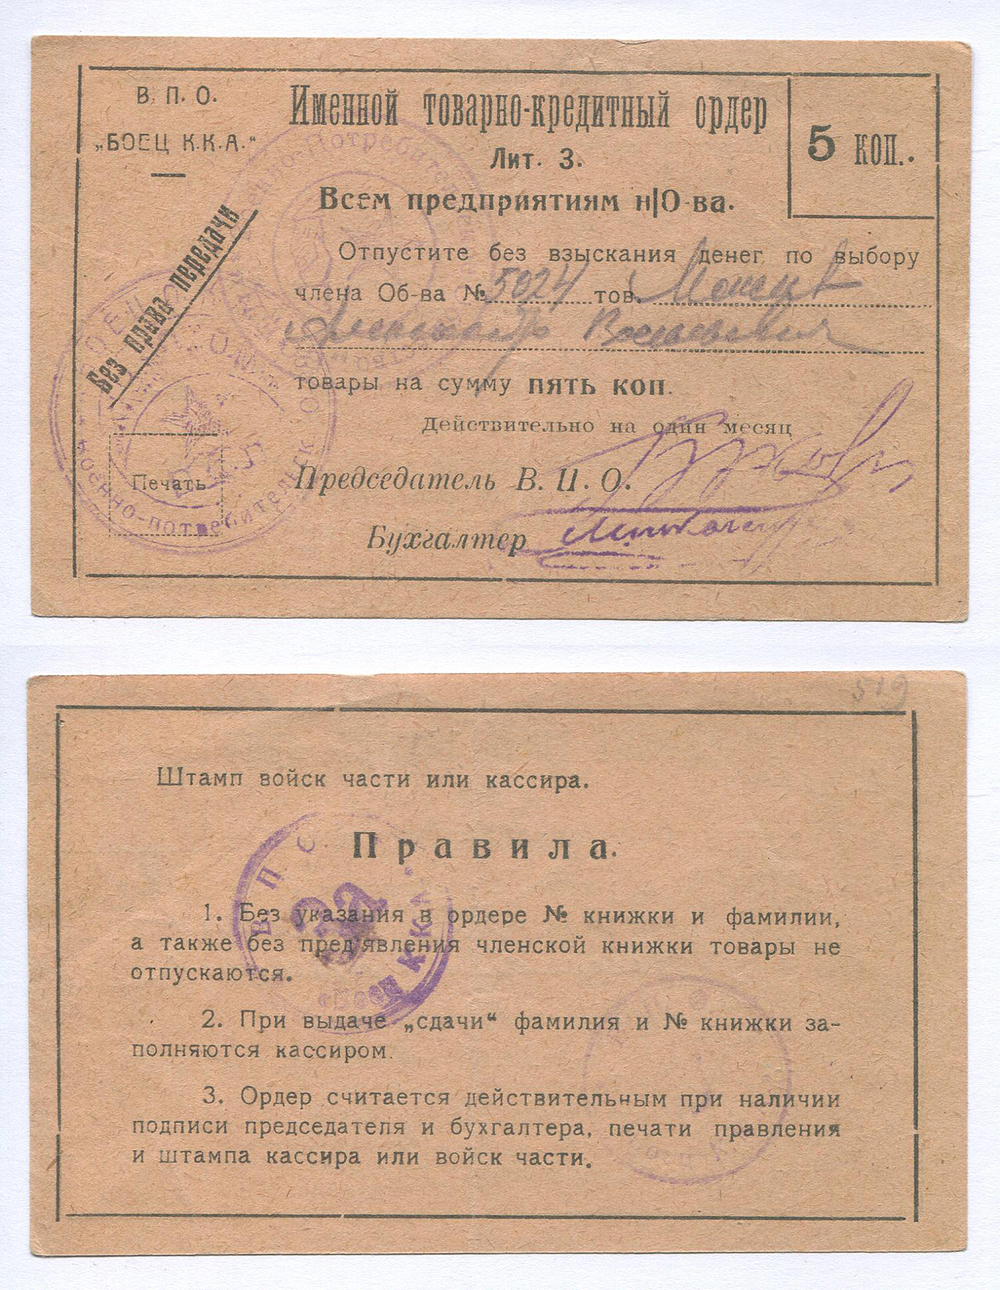 В. П. О.
„БОЕЦ К.К.А.“
Именной товарно-кредитный ордер
Лит. З.
Всем предприятиям н|О-ва.
5 коп.
Без права передачи
Отпустите без взыскания денег по выбору
члена Об-ва № 5024 тов.
товары на сумму ПЯТЬ КОП.
Действительно на один месяц
Печать
Председатель В. П. О.
Бухгалтер
519
Штамп войск части или кассира.
Правила.
1. Без указания в ордере № книжки и фамилии,
а также без пред'явления членской книжки товары не
отпускаются.
2. При выдаче „сдачи“ фамилия и № книжки за-
полняются кассиром.
3. Ордер считается действительным при наличии
подписи председателя и бухгалтера, печати правления
и штампа кассира или войск части.